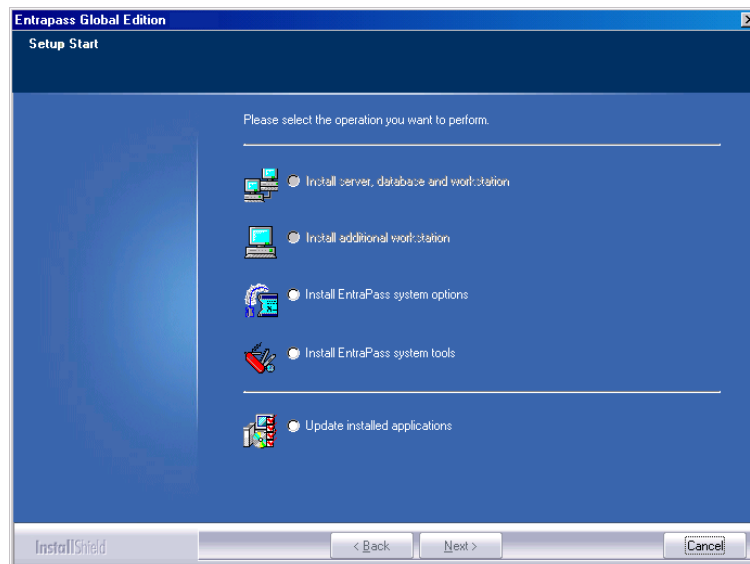 Entrapass Global Edition
Setup Start
Please select the operation you want to perform.
Install server, database and workstation
Install additional workstation
Install EntraPass system options
Install EntraPass system tools
Update installed applications
InstallShield
< Back
Next >
Cancel